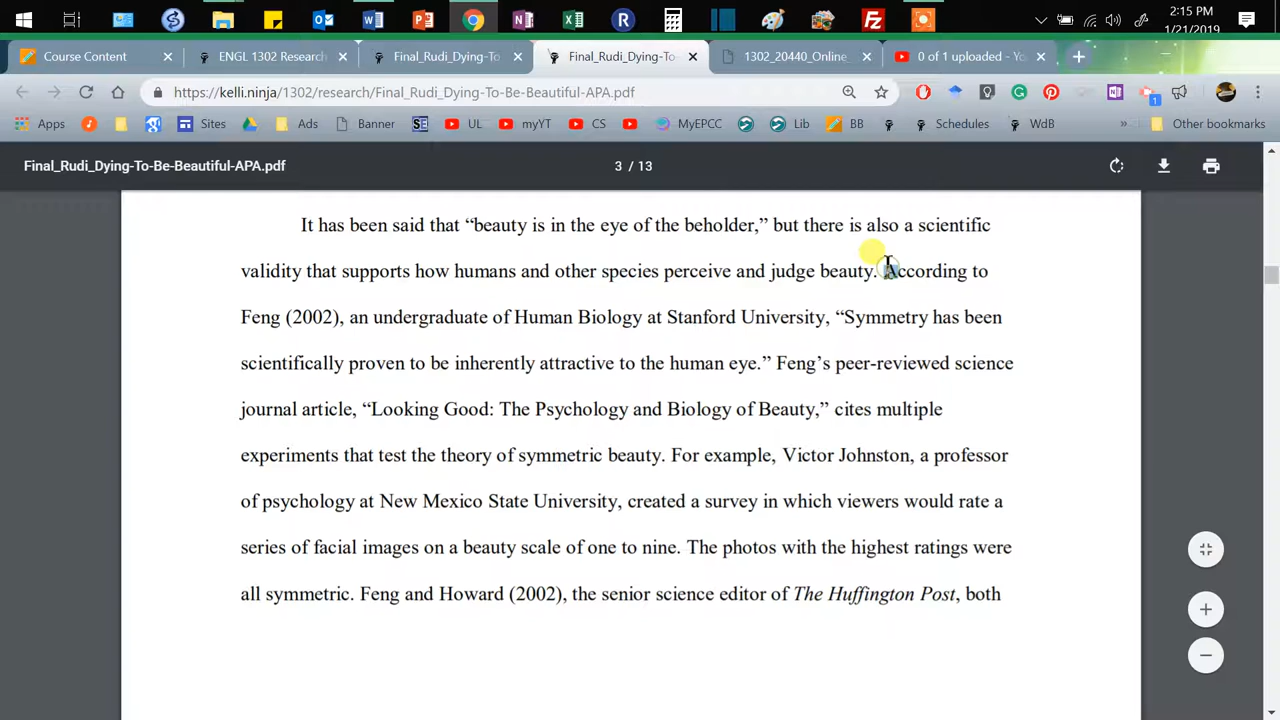 2:15 PM
1/21/2019
Course Content
ENGL 1302 Research
Final_Rudi_Dying-To
Final_Rudi_Dying-To
1302_20440_Online
0 of 1 uploaded - Yo
https://kelli.ninja/1302/research/Final_Rudi_Dying-To-Be-Beautiful-APA.pdf
Apps Sites Ads Banner UL myYT CS MyEPCC Lib BB Schedules WdB » Other bookmarks
Final_Rudi_Dying-To-Be-Beautiful-APA.pdf
3 / 13
It has been said that “beauty is in the eye of the beholder,” but there is also a scientific
validity that supports how humans and other species perceive and judge beauty. According to
Feng (2002), an undergraduate of Human Biology at Stanford University, “Symmetry has been
scientifically proven to be inherently attractive to the human eye.” Feng’s peer-reviewed science
journal article, “Looking Good: The Psychology and Biology of Beauty,” cites multiple
experiments that test the theory of symmetric beauty. For example, Victor Johnston, a professor
of psychology at New Mexico State University, created a survey in which viewers would rate a
series of facial images on a beauty scale of one to nine. The photos with the highest ratings were
all symmetric. Feng and Howard (2002), the senior science editor of The Huffington Post, both